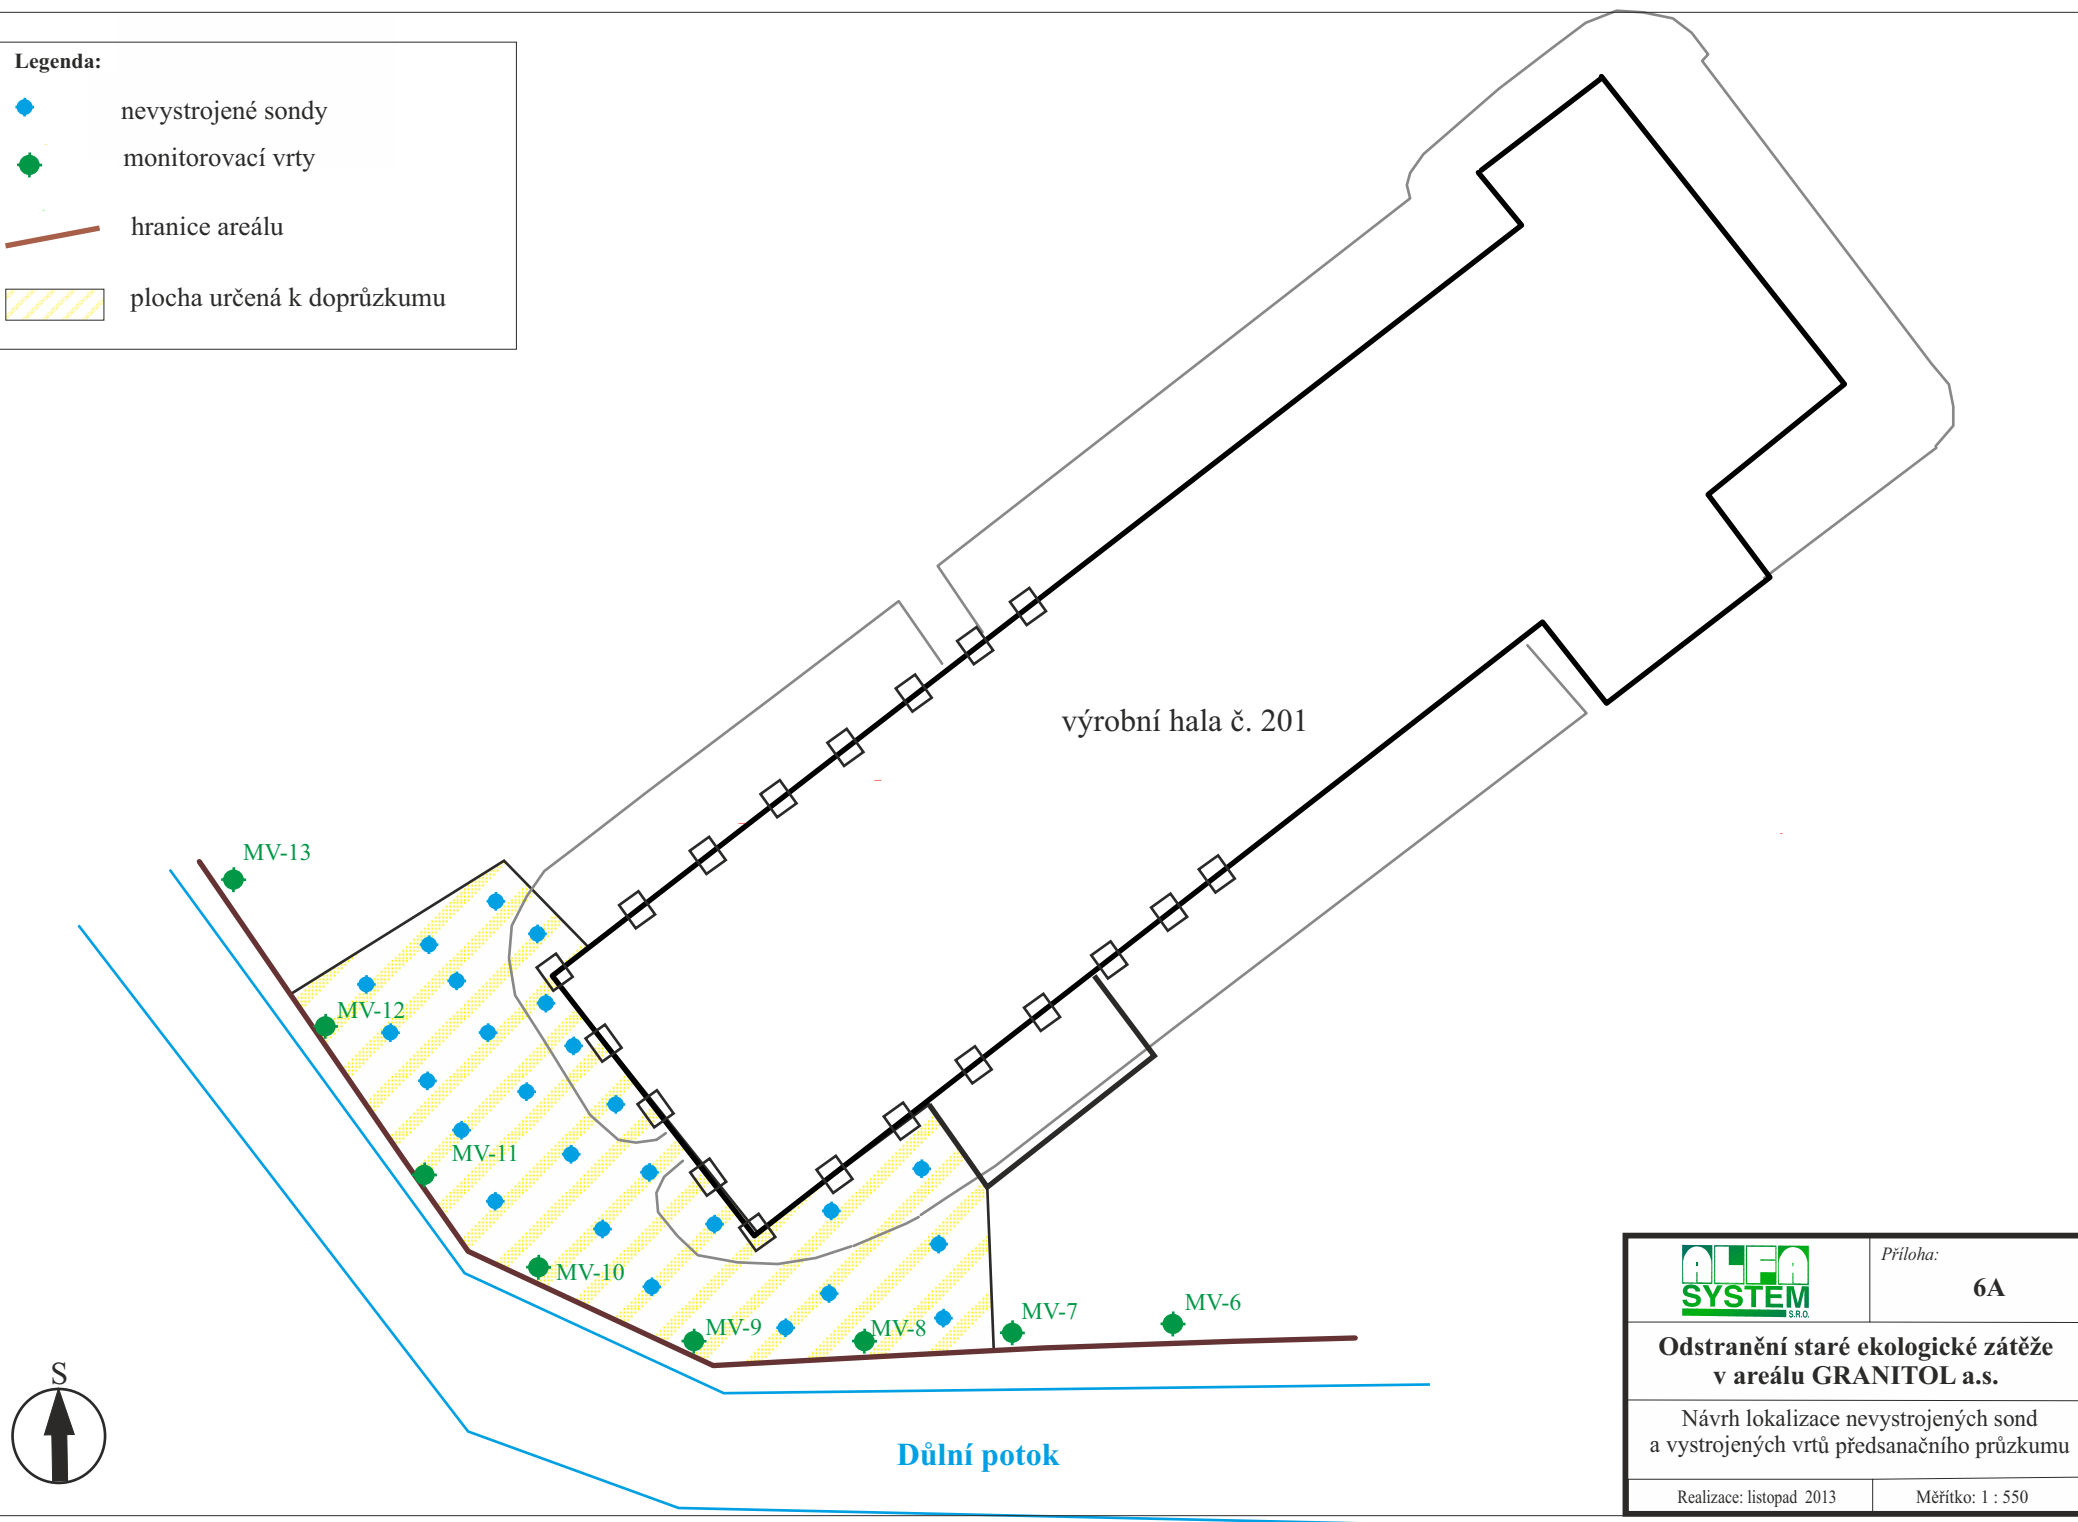 Legenda:
nevystrojené sondy
monitorovací vrty
hranice areálu
plocha určená k doprůzkumu
výrobní hala č. 201
MV-13
MV-12
MV-11
MV-10
MV-9
MV-8
MV-7
MV-6
S
Důlní potok
ALFA
SYSTEM
S.R.O.
Příloha:
6A
Odstranění staré ekologické zátěže
v areálu GRANITOL a.s.
Návrh lokalizace nevystrojených sond
a vystrojených vrtů předsanačního průzkumu
Realizace: listopad 2013
Měřítko: 1 : 550